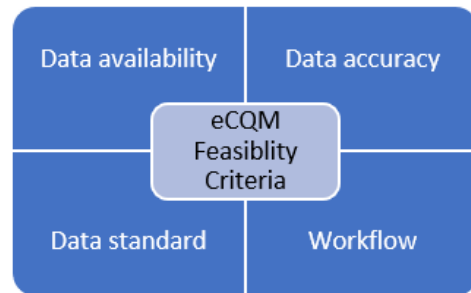 Data availability
Data accuracy
eCQM
Feasiblity
Criteria
Data standard
Workflow